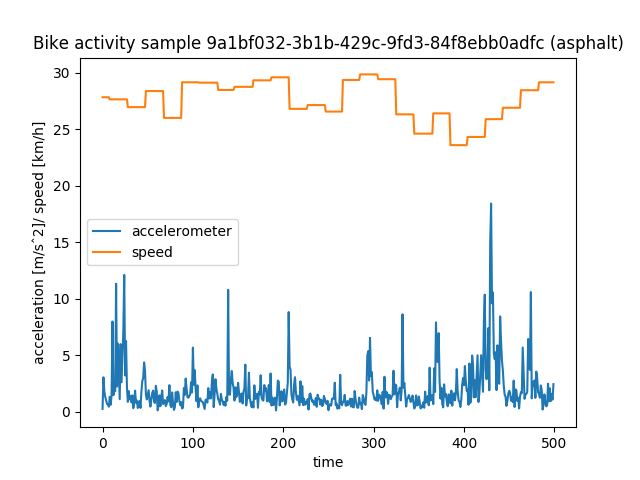 Bike activity sample 9a1bf032-3b1b-429c-9fd3-84f8ebb0adfc (asphalt)
acceleration [m/s^2]/ speed [km/h]
30
25
20
15
10
5
0
accelerometer
speed
0 100 200 300 400 500
time